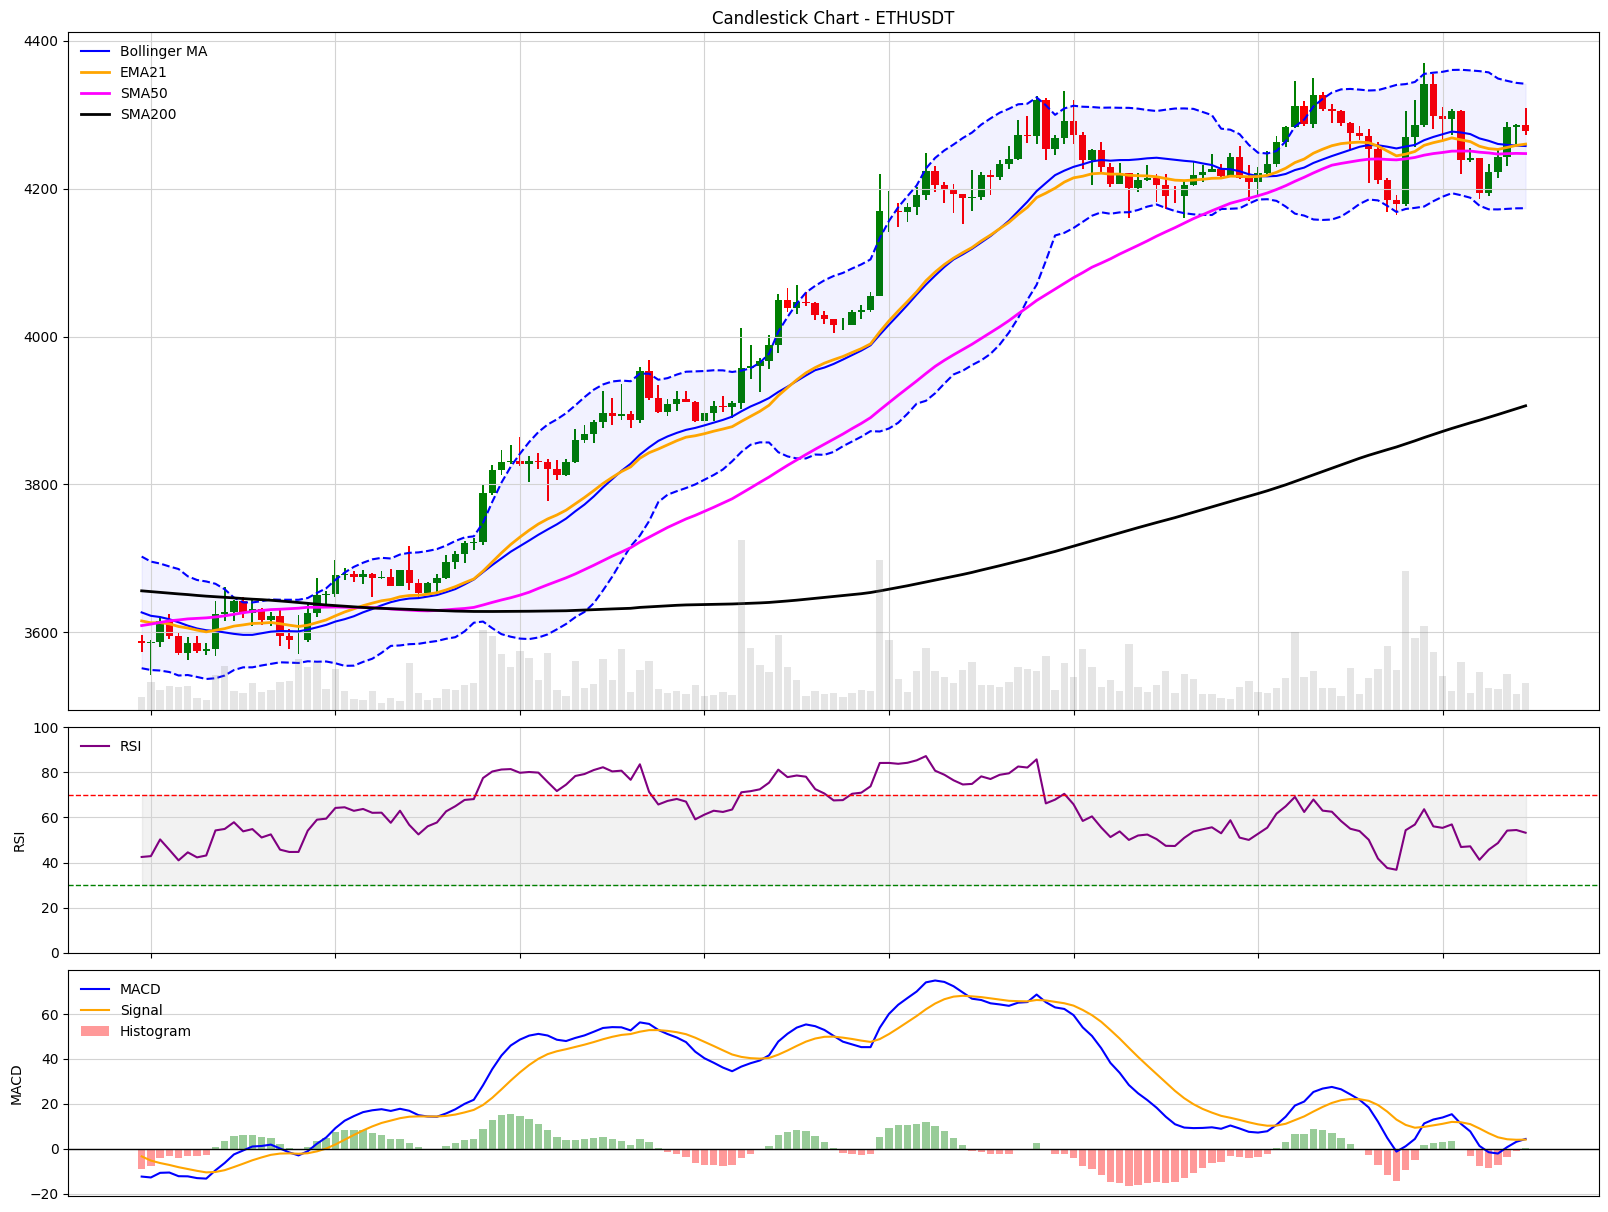 Candlestick Chart - ETHUSDT
4400
4200
4000
3800
3600
Bollinger MA
EMA21
SMA50
SMA200
100
80
60
40
20
0
RSI
RSI
60
40
20
0
−20
MACD
MACD
Signal
Histogram